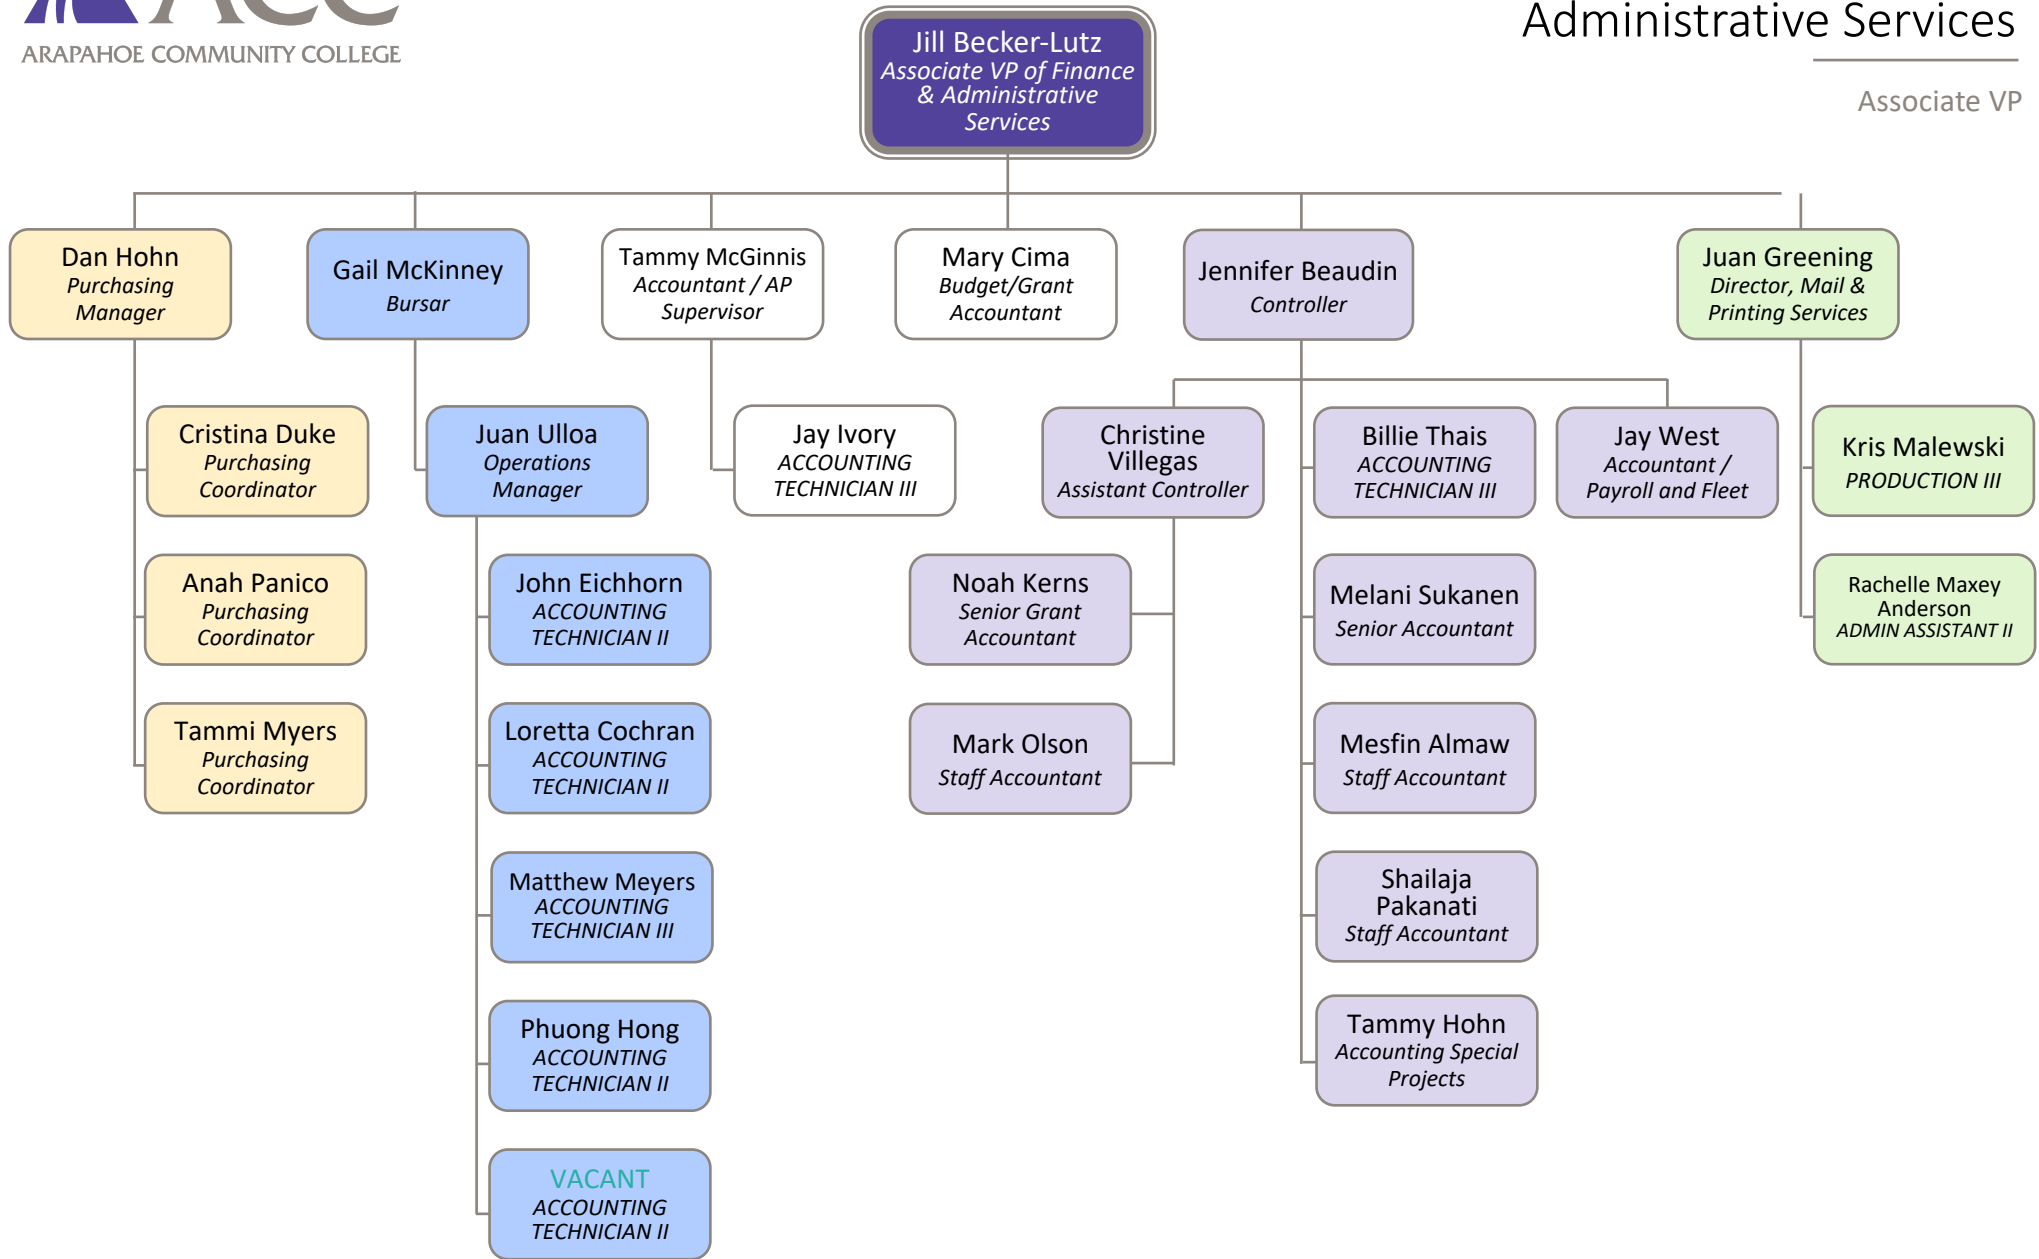 ACC
ARAPAHOE COMMUNITY COLLEGE
Administrative Services
Associate VP
Jill Becker-Lutz
Associate VP of Finance
& Administrative
Services
Dan Hohn
Purchasing
Manager
Gail McKinney
Bursar
Tammy McGinnis
Accountant / AP
Supervisor
Mary Cima
Budget/Grant
Accountant
Jennifer Beaudin
Controller
Juan Greening
Director, Mail &
Printing Services
Cristina Duke
Purchasing
Coordinator
Juan Ulloa
Operations
Manager
Jay Ivory
ACCOUNTING
TECHNICIAN III
Christine
Villegas
Assistant Controller
Billie Thais
ACCOUNTING
TECHNICIAN III
Jay West
Accountant /
Payroll and Fleet
Kris Malewski
PRODUCTION III
Anah Panico
Purchasing
Coordinator
John Eichhorn
ACCOUNTING
TECHNICIAN II
Noah Kerns
Senior Grant
Accountant
Melani Sukanen
Senior Accountant
Rachelle Maxey
Anderson
ADMIN ASSISTANT II
Tammi Myers
Purchasing
Coordinator
Loretta Cochran
ACCOUNTING
TECHNICIAN II
Mark Olson
Staff Accountant
Mesfin Almaw
Staff Accountant
Matthew Meyers
ACCOUNTING
TECHNICIAN III
Shailaja
Pakanati
Staff Accountant
Phuong Hong
ACCOUNTING
TECHNICIAN II
Tammy Hohn
Accounting Special
Projects
VACANT
ACCOUNTING
TECHNICIAN II